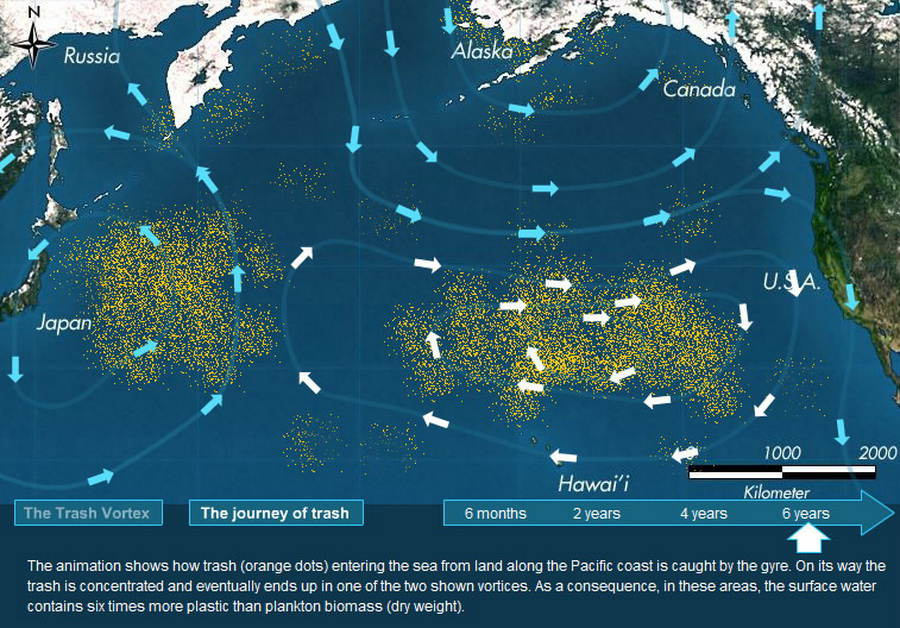 N
Russia
Alaska
Canada
U.S.A.
Japan
Hawai'i
1000 2000
Kilometer
The Trash Vortex
The journey of trash
6 months 2 years 4 years 6 years
The animation shows how trash (orange dots) entering the sea from land along the Pacific coast is caught by the gyre. On its way the
trash is concentrated and eventually ends up in one of the two shown vortices. As a consequence, in these areas, the surface water
contains six times more plastic than plankton biomass (dry weight).